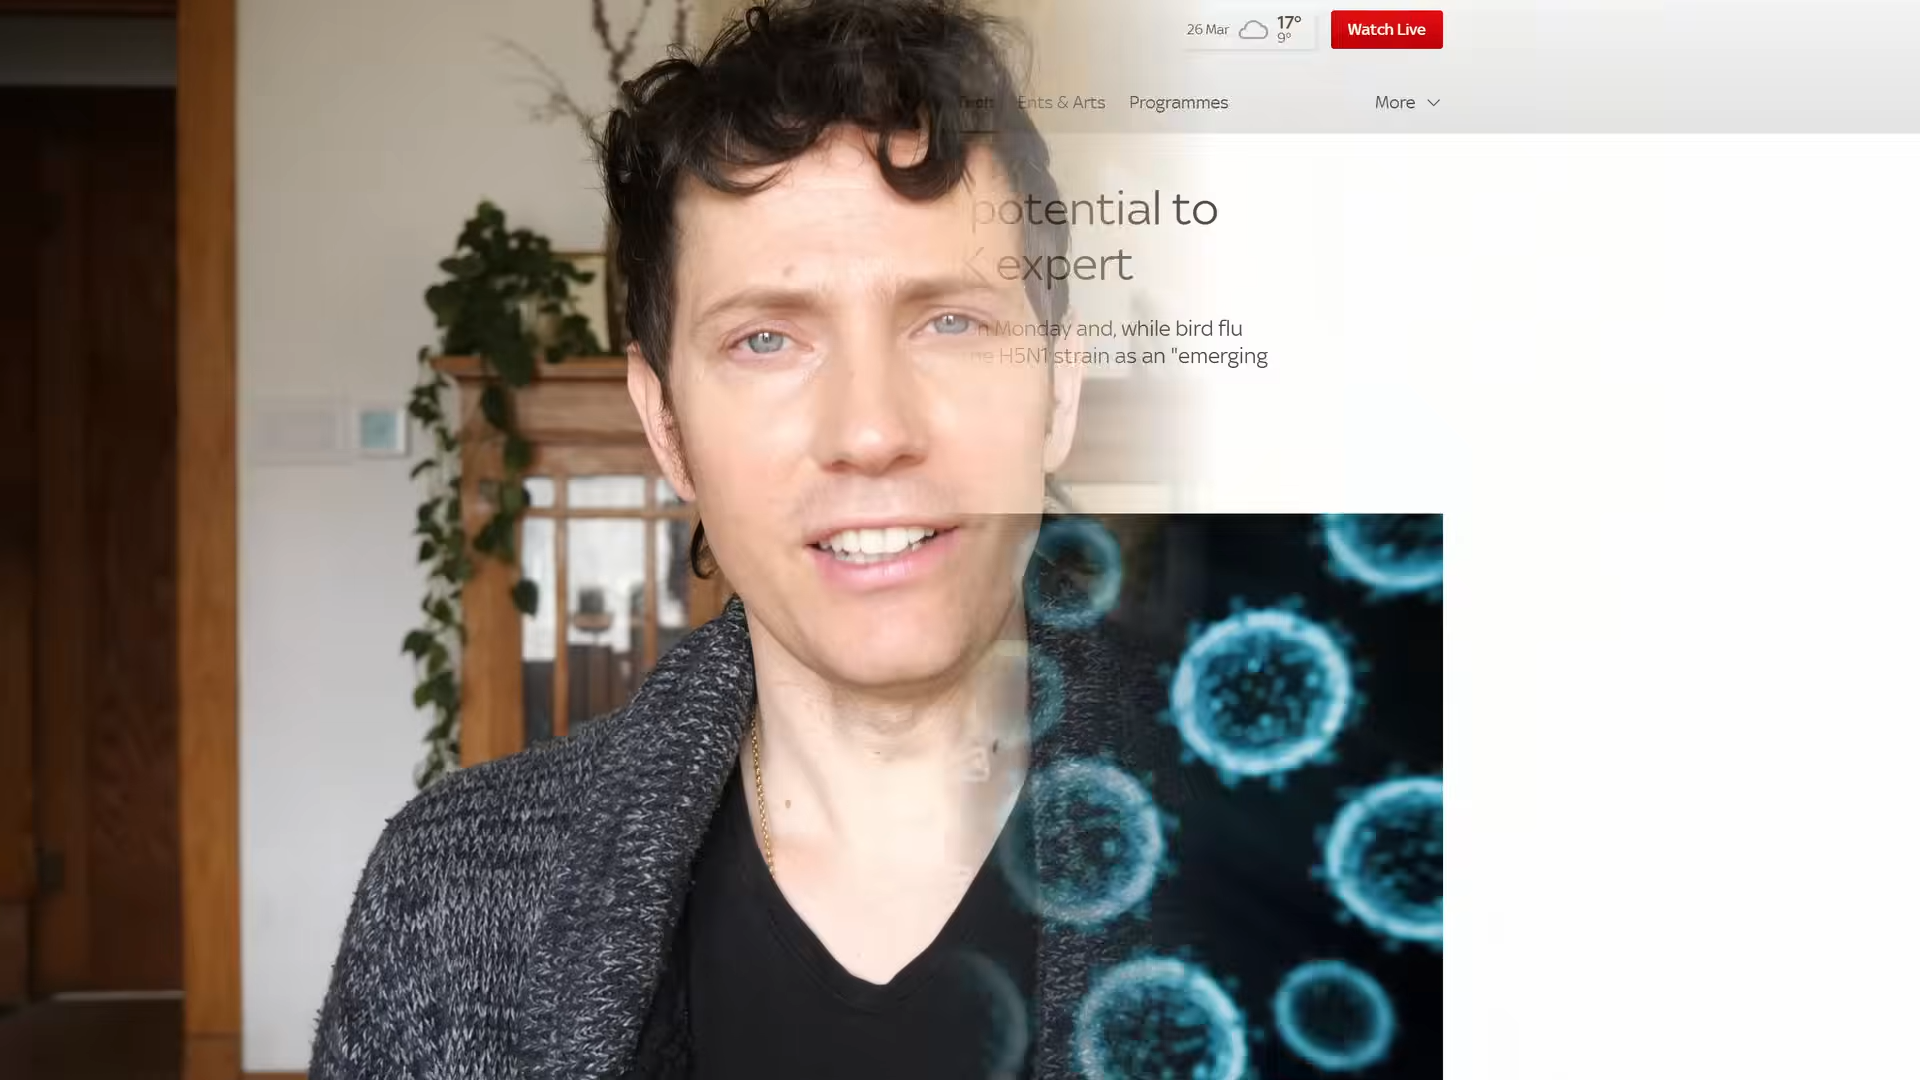 26 Mar 17° 9°
Watch Live
Ents & Arts Programmes More
potential to
expert
Monday and, while bird flu
H5N1 strain as an "emerging